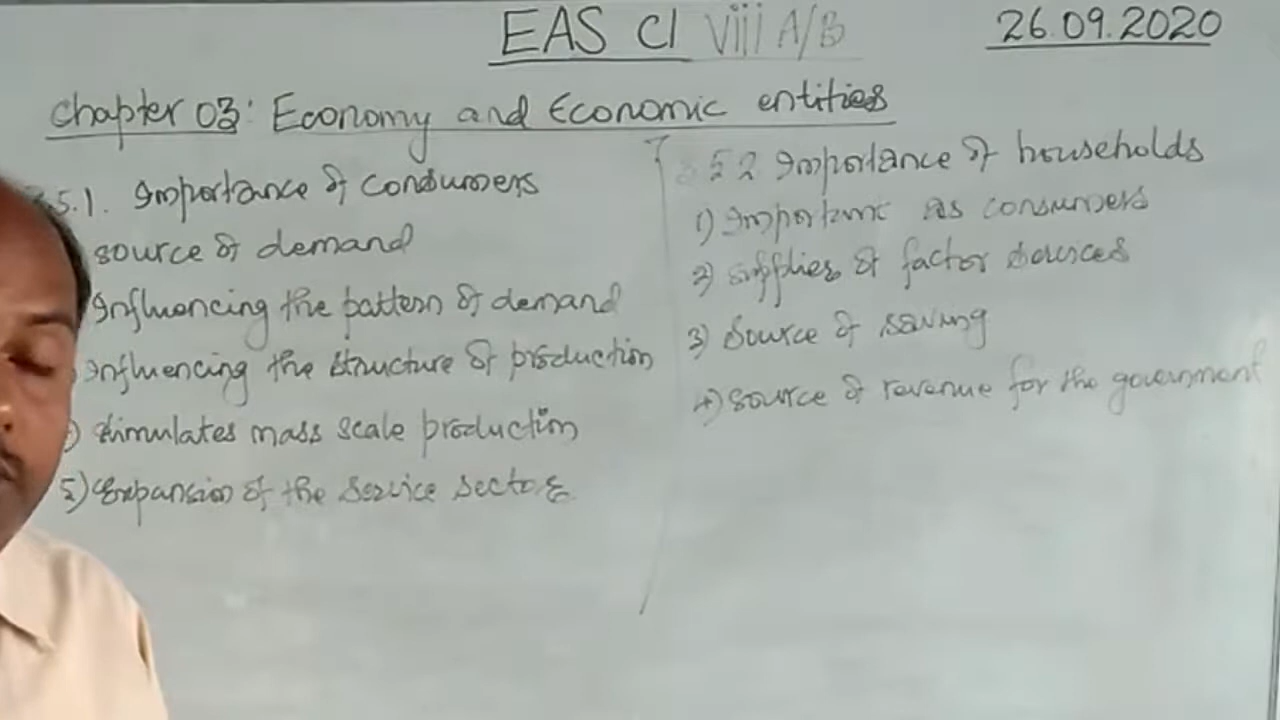 EAS Cl viii A/B
26.09.2020
Chapter 03: Economy and Economic entities
5.1. Importance of Consumers
source of demand
Influencing the pattern of demand
Influencing the structure of production
) Stimulates mass scale production
5) Expansion of the Service sector
5.2 Importance of households
1) Important as consumers
2) Supplies of factor
3) Source of saving
4) Source of revenue for the government